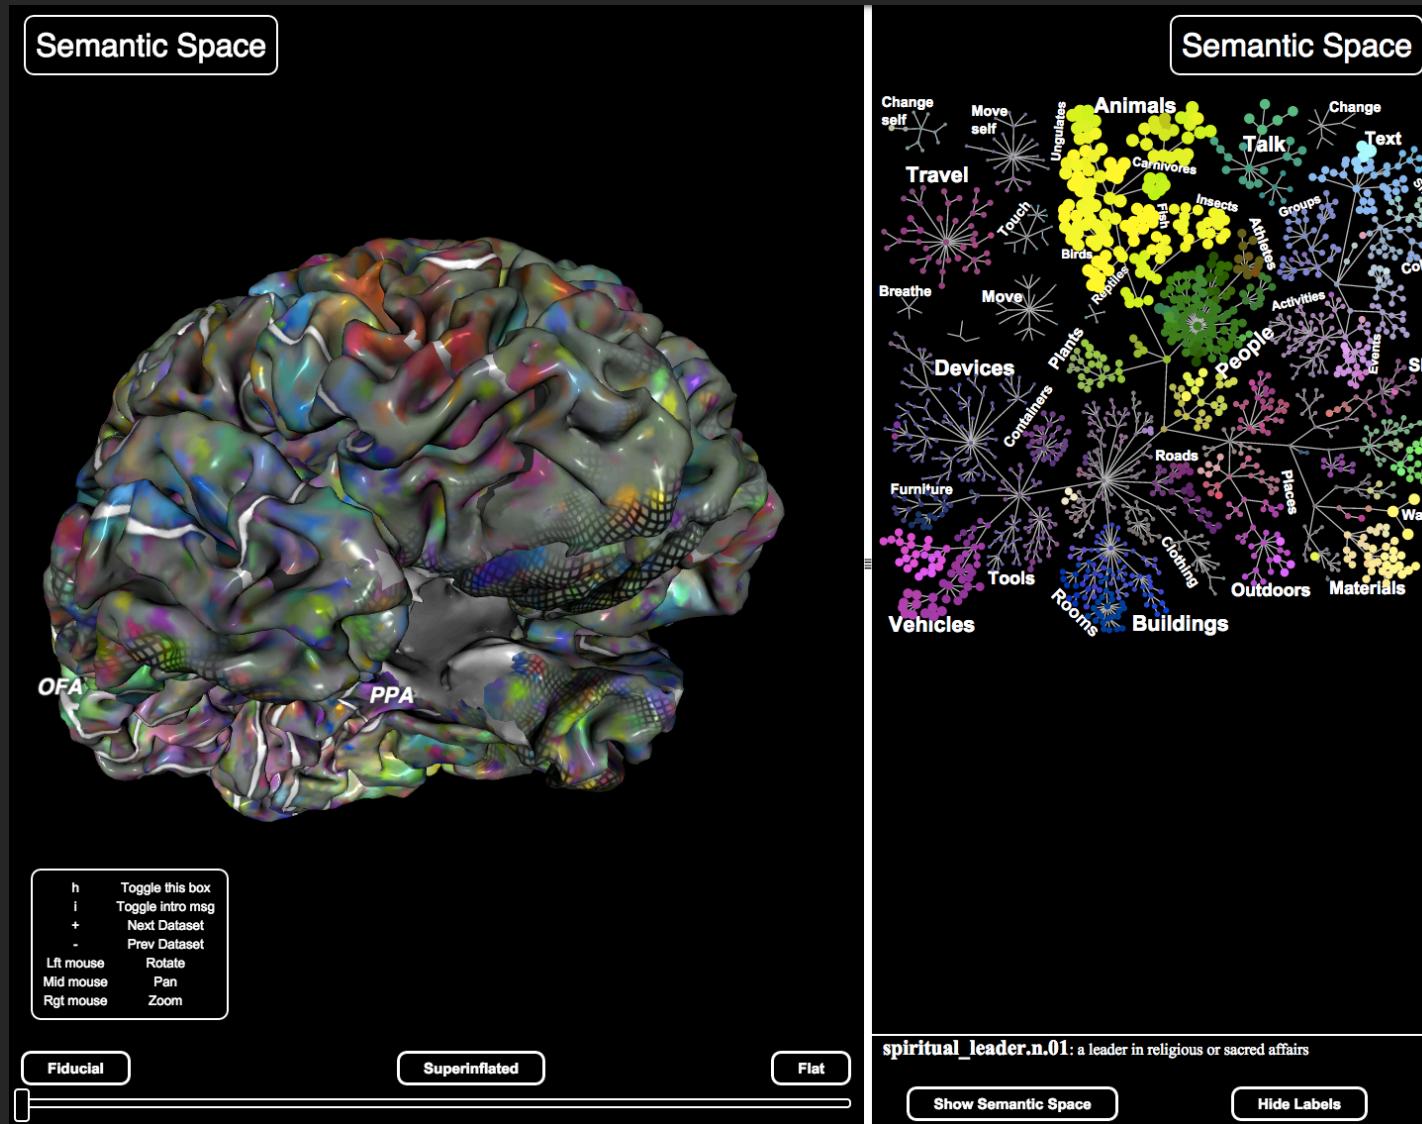 Semantic Space
OFA
PPA
h Toggle this box
i Toggle intro msg
+ Next Dataset
- Prev Dataset
Lft mouse Rotate
Mid mouse Pan
Rgt mouse Zoom
Fiducial
Superinflated
Flat
Semantic Space
Change
self
Move
self
Ungulates
Animals
Carnivores
Talk
Change
Text
Travel
Touch
Fish
Insects
Athletes
Groups
Birds
Reptiles
Breathe
Move
Activities
Plants
People
Events
Devices
Containers
Roads
Places
Furniture
Clothing
Tools
Rooms
Outdoors
Materials
Vehicles
Buildings
spiritual_leader.n.01: a leader in religious or sacred affairs
Show Semantic Space
Hide Labels